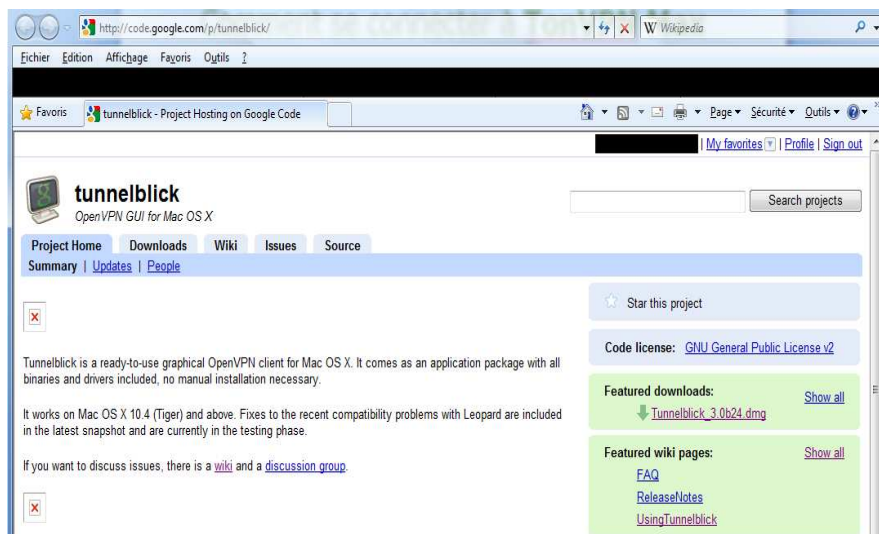 Comment se connecter à TonVPN Mac
http://code.google.com/p/tunnelblick/
W Wikipedia
Fichier Edition Affichage Favoris Outils ?
Favoris tunnelblick - Project Hosting on Google Code
Page Sécurité Outils
My favorites | Profile | Sign out
tunnelblick
OpenVPN GUI for Mac OS X
Search projects
Project Home Downloads Wiki Issues Source
Summary | Updates | People
Star this project
Code license: GNU General Public License v2
Tunnelblick is a ready-to-use graphical OpenVPN client for Mac OS X. It comes as an application package with all
binaries and drivers included, no manual installation necessary.
It works on Mac OS X 10.4 (Tiger) and above. Fixes to the recent compatibility problems with Leopard are included
in the latest snapshot and are currently in the testing phase.
If you want to discuss issues, there is a wiki and a discussion group.
Featured downloads: Show all
Tunnelblick_3.0b24.dmg
Featured wiki pages: Show all
FAQ
ReleaseNotes
UsingTunnelblick